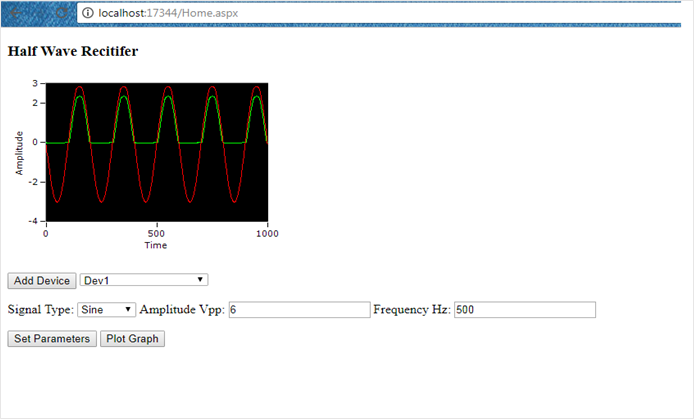 localhost:17344/Home.aspx
Half Wave Recitifer
3
2
0
-2
-4
Amplitude
0 500 1000
Time
Add Device Dev1
Signal Type: Sine Amplitude Vpp: 6 Frequency Hz: 500
Set Parameters Plot Graph